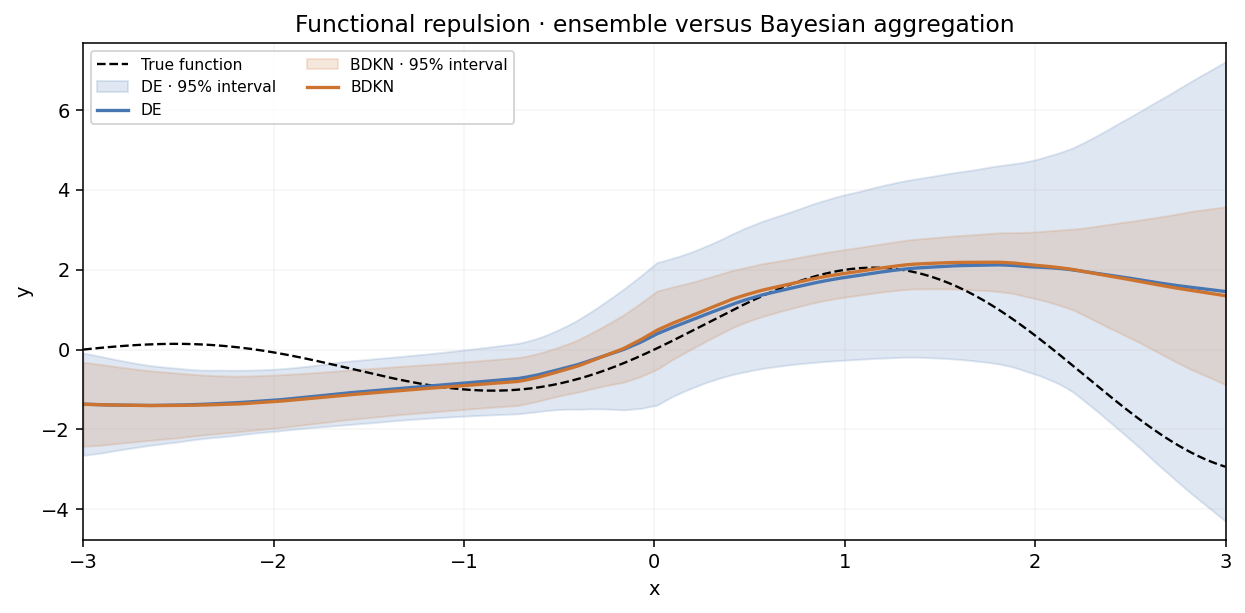 Functional repulsion · ensemble versus Bayesian aggregation
True function
DE · 95% interval
DE
BDKN · 95% interval
BDKN
y
6
4
2
0
−2
−4
−3
−2
−1
0
1
2
3
x